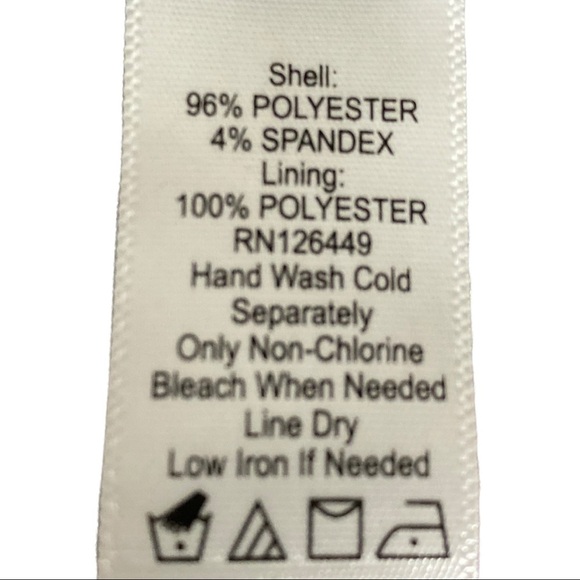 Shell:
96% POLYESTER
4% SPANDEX
Lining:
100% POLYESTER
RN126449
Hand Wash Cold
Separately
Only Non-Chlorine
Bleach When Needed
Line Dry
Low Iron If Needed